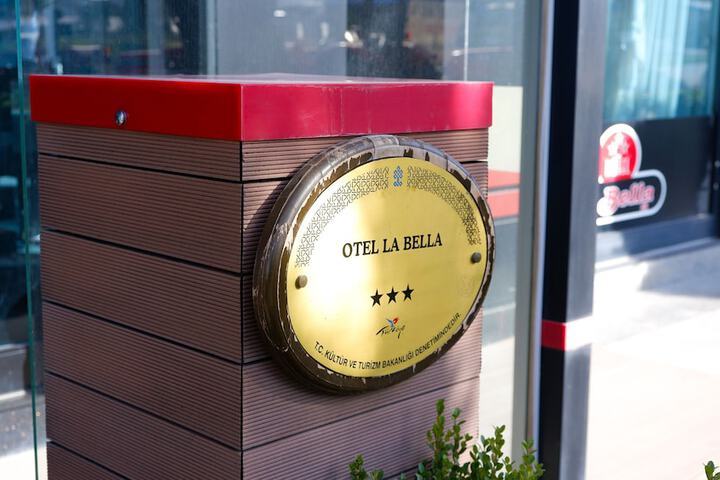 OTEL LA BELLA
★★★
Türkiye
T.C. KÜLTÜR VE TURİZM BAKANLIĞI DENETİMİNDEDİR.
Bella